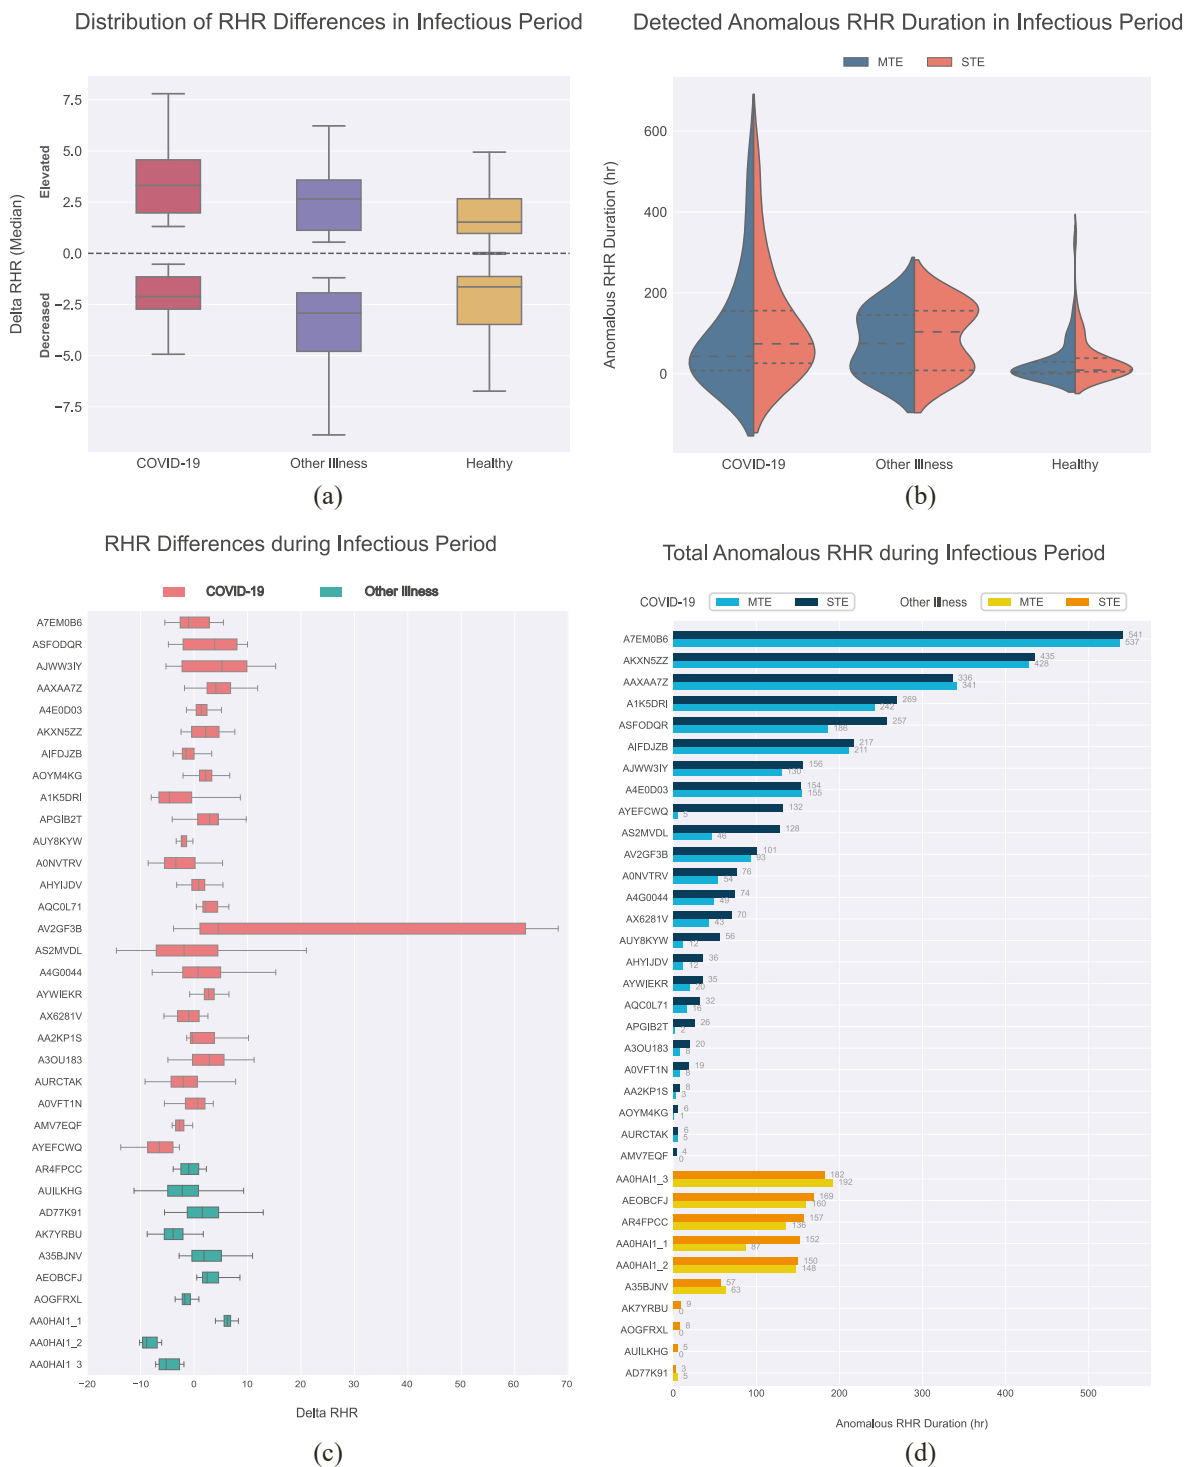 Distribution of RHR Differences in Infectious Period
Delta RHR (Median)
Elevated
Decreased
7.5
5.0
2.5
0.0
−2.5
−5.0
−7.5
COVID-19 Other Illness Healthy
(a)
Detected Anomalous RHR Duration in Infectious Period
MTE STE
Anomalous RHR Duration (hr)
600
400
200
0
COVID-19 Other Illness Healthy
(b)
RHR Differences during Infectious Period
COVID-19 Other Illness
A7EM0B6
ASFODQR
AJWW3IY
AAXAA7Z
A4E0D03
AKXN5ZZ
AIFDJZB
AOYM4KG
A1K5DRI
APGIB2T
AUY8KYW
A0NVTRV
AHYIJDV
AQC0L71
AV2GF3B
AS2MVDL
A4G0044
AYWIEKR
AX6281V
AA2KP1S
A3OU183
AURCTAK
A0VFT1N
AMV7EQF
AYEFCWQ
AR4FPCC
AUILKHG
AD77K91
AK7YRBU
A35BJNV
AEOBCFJ
AOGFRXL
AA0HAI1_1
AA0HAI1_2
AA0HAI1_3
−20 −10 0 10 20 30 40 50 60 70
Delta RHR
(c)
Total Anomalous RHR during Infectious Period
COVID-19 MTE STE Other Illness MTE STE
A7EM0B6 541 537
AKXN5ZZ 435 428
AAXAA7Z 336 341
A1K5DRI 269 242
ASFODQR 257 186
AIFDJZB 217 211
AJWW3IY 156 130
A4E0D03 154 155
AYEFCWQ 132 5
AS2MVDL 128 46
AV2GF3B 101 93
A0NVTRV 76 54
A4G0044 74 49
AX6281V 70 43
AUY8KYW 56 12
AHYIJDV 36 12
AYWIEKR 35 20
AQC0L71 32 16
APGIB2T 26 2
A3OU183 20 8
A0VFT1N 19 8
AA2KP1S 8 3
AOYM4KG 6 1
AURCTAK 6 5
AMV7EQF 4 0
AA0HAI1_3 182 192
AEOBCFJ 169 160
AR4FPCC 157 136
AA0HAI1_1 152 87
AA0HAI1_2 150 148
A35BJNV 57 63
AK7YRBU 9 0
AOGFRXL 8 0
AUILKHG 5 0
AD77K91 3 5
0 100 200 300 400 500
Anomalous RHR Duration (hr)
(d)